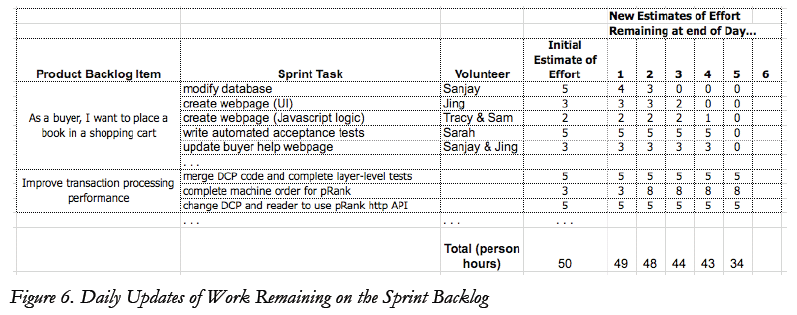 New Estimates of Effort
Remaining at end of Day...
Product Backlog Item Sprint Task Volunteer Initial Estimate of Effort 1 2 3 4 5 6
As a buyer, I want to place a book in a shopping cart
modify database Sanjay 5 4 3 0 0 0
create webpage (UI) Jing 3 3 3 2 0 0
create webpage (Javascript logic) Tracy & Sam 2 2 2 2 1 0
write automated acceptance tests Sarah 5 5 5 5 5 0
update buyer help webpage Sanjay & Jing 3 3 3 3 3 0
. . .
Improve transaction processing performance
merge DCP code and complete layer-level tests 5 5 5 5 5 5
complete machine order for pRank 3 3 8 8 8 8
change DCP and reader to use pRank http API 5 5 5 5 5 5
. . . . . . . . . . . .
Total (person hours) 50 49 48 44 43 34
Figure 6. Daily Updates of Work Remaining on the Sprint Backlog